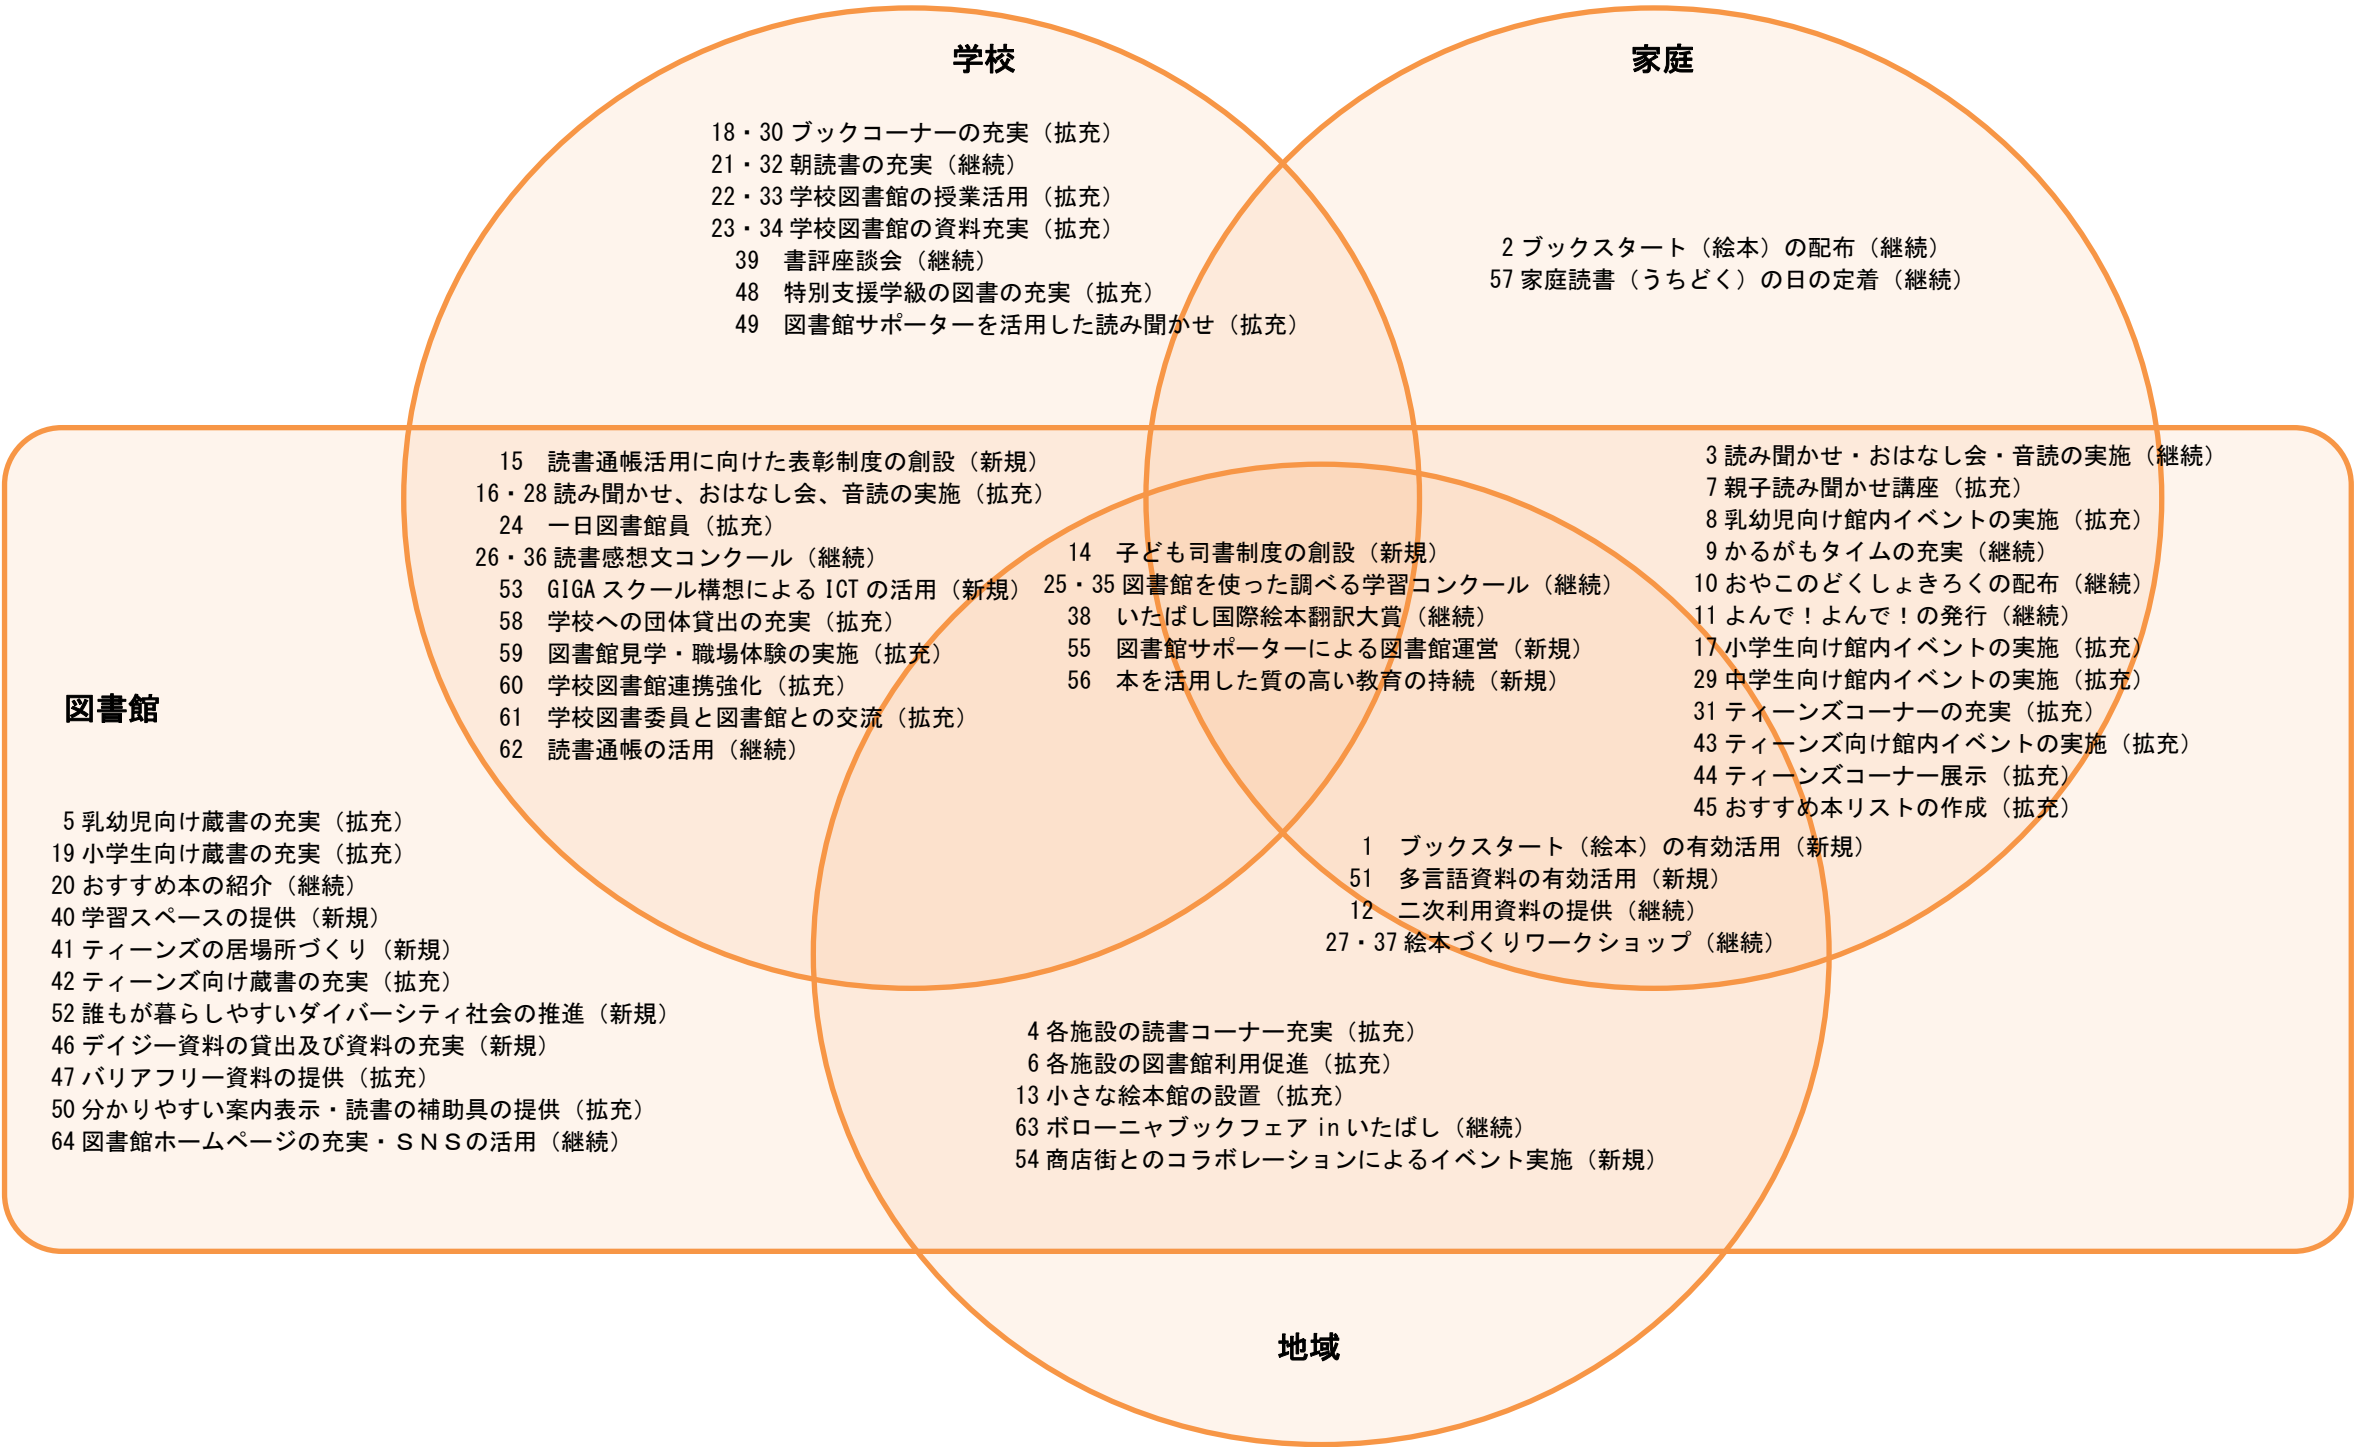 学校
家庭
18・30 ブックコーナーの充実（拡充）
21・32 朝読書の充実（継続）
22・33 学校図書館の授業活用（拡充）
23・34 学校図書館の資料充実（拡充）
39　書評座談会（継続）
48　特別支援学級の図書の充実（拡充）
49　図書館サポーターを活用した読み聞かせ（拡充）
2 ブックスタート（絵本）の配布（継続）
57 家庭読書（うちどく）の日の定着（継続）
15　読書通帳活用に向けた表彰制度の創設（新規）
16・28 読み聞かせ、おはなし会、音読の実施（拡充）
24　一日図書館員（拡充）
26・36 読書感想文コンクール（継続）
53　GIGA スクール構想による ICT の活用（新規）
58　学校への団体貸出の充実（拡充）
59　図書館見学・職場体験の実施（拡充）
60　学校図書館連携強化（拡充）
61　学校図書委員と図書館との交流（拡充）
62　読書通帳の活用（継続）
14　子ども司書制度の創設（新規）
25・35 図書館を使った調べる学習コンクール（継続）
38　いたばし国際絵本翻訳大賞（継続）
55　図書館サポーターによる図書館運営（新規）
56　本を活用した質の高い教育の持続（新規）
3 読み聞かせ・おはなし会・音読の実施（継続）
7 親子読み聞かせ講座（拡充）
8 乳幼児向け館内イベントの実施（拡充）
9 かるがもタイムの充実（継続）
10 おやこのどくしょきろくの配布（継続）
11 よんで！よんで！の発行（継続）
17 小学生向け館内イベントの実施（拡充）
29 中学生向け館内イベントの実施（拡充）
31 ティーンズコーナーの充実（拡充）
43 ティーンズ向け館内イベントの実施（拡充）
44 ティーンズコーナー展示（拡充）
45 おすすめ本リストの作成（拡充）
1　ブックスタート（絵本）の有効活用（新規）
51　多言語資料の有効活用（新規）
12　二次利用資料の提供（継続）
27・37 絵本づくりワークショップ（継続）
図書館
5 乳幼児向け蔵書の充実（拡充）
19 小学生向け蔵書の充実（拡充）
20 おすすめ本の紹介（継続）
40 学習スペースの提供（新規）
41 ティーンズの居場所づくり（新規）
42 ティーンズ向け蔵書の充実（拡充）
52 誰もが暮らしやすいダイバーシティ社会の推進（新規）
46 デイジー資料の貸出及び資料の充実（新規）
47 バリアフリー資料の提供（拡充）
50 分かりやすい案内表示・読書の補助具の提供（拡充）
64 図書館ホームページの充実・ＳＮＳの活用（継続）
4 各施設の読書コーナー充実（拡充）
6 各施設の図書館利用促進（拡充）
13 小さな絵本館の設置（拡充）
63 ボローニャブックフェア in いたばし（継続）
54 商店街とのコラボレーションによるイベント実施（新規）
地域